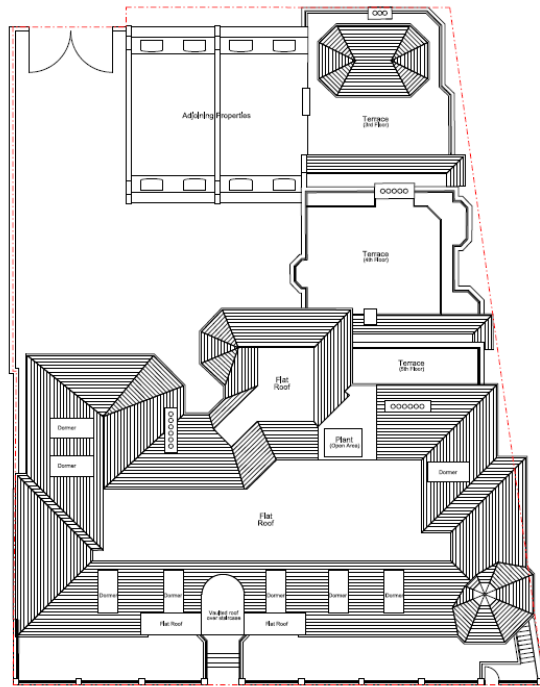 Adjoining Properties
Terrace
(3rd Floor)
Terrace
(4th Floor)
Terrace
(5th Floor)
Flat
Roof
Dormer
Plant
(Open Area)
Dormer
Dormer
Flat
Roof
Dormer
Dormer
Dormer
Dormer
Dormer
Vaulted roof
over staircase
Flat Roof
Flat Roof